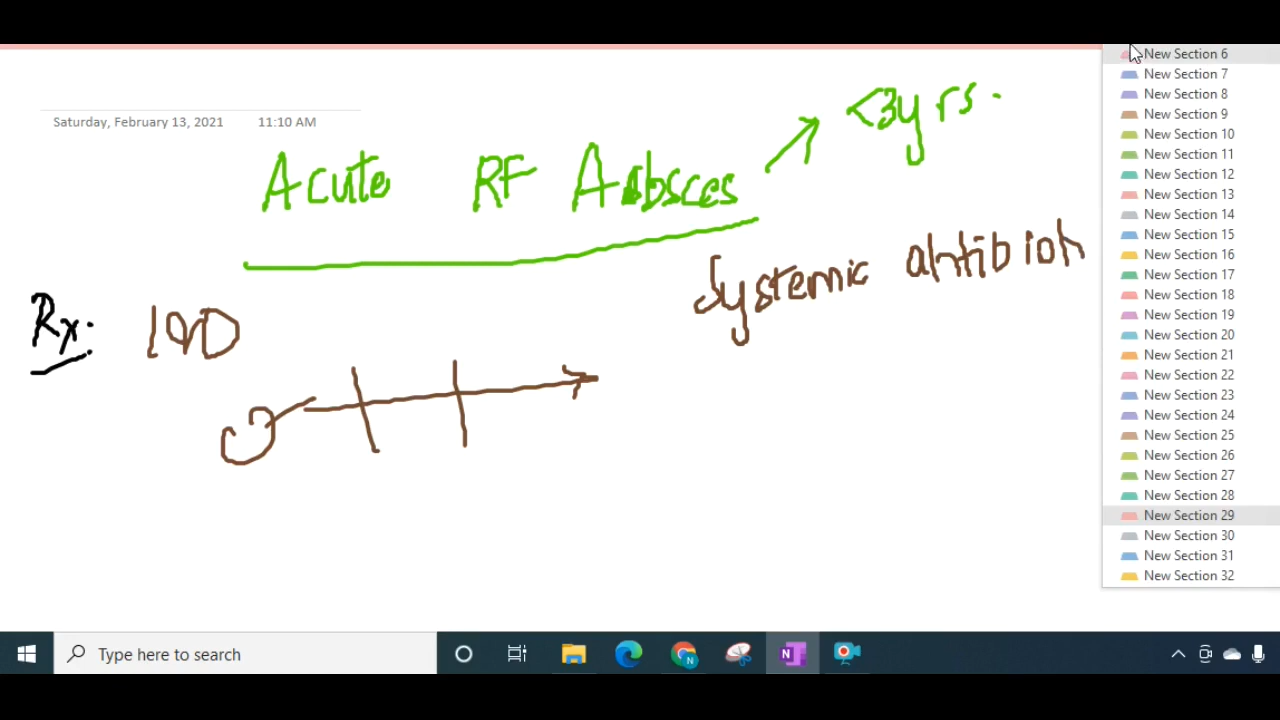 New Section 6
New Section 7
New Section 8
New Section 9
New Section 10
New Section 11
New Section 12
New Section 13
New Section 14
New Section 15
New Section 16
New Section 17
New Section 18
New Section 19
New Section 20
New Section 21
New Section 22
New Section 23
New Section 24
New Section 25
New Section 26
New Section 27
New Section 28
New Section 29
New Section 30
New Section 31
New Section 32
Saturday, February 13, 2021 11:10 AM
<3yrs.
Acute RF Abscess
Systemic
Rx.
Type here to search
N
N